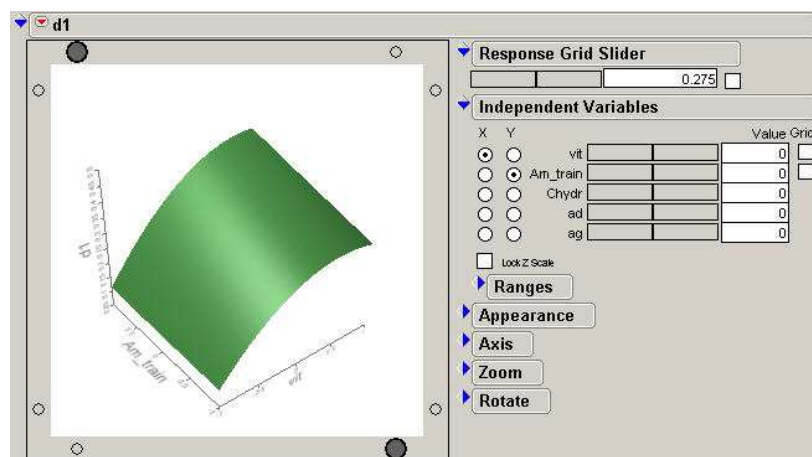 d1
Response Grid Slider
0.275
Independent Variables
X Y Value Grid
vit 0
Am_train 0
Chydr 0
ad 0
ag 0
Lock Z Scale
Ranges
Appearance
Axis
Zoom
Rotate
d1
Am_train
vit